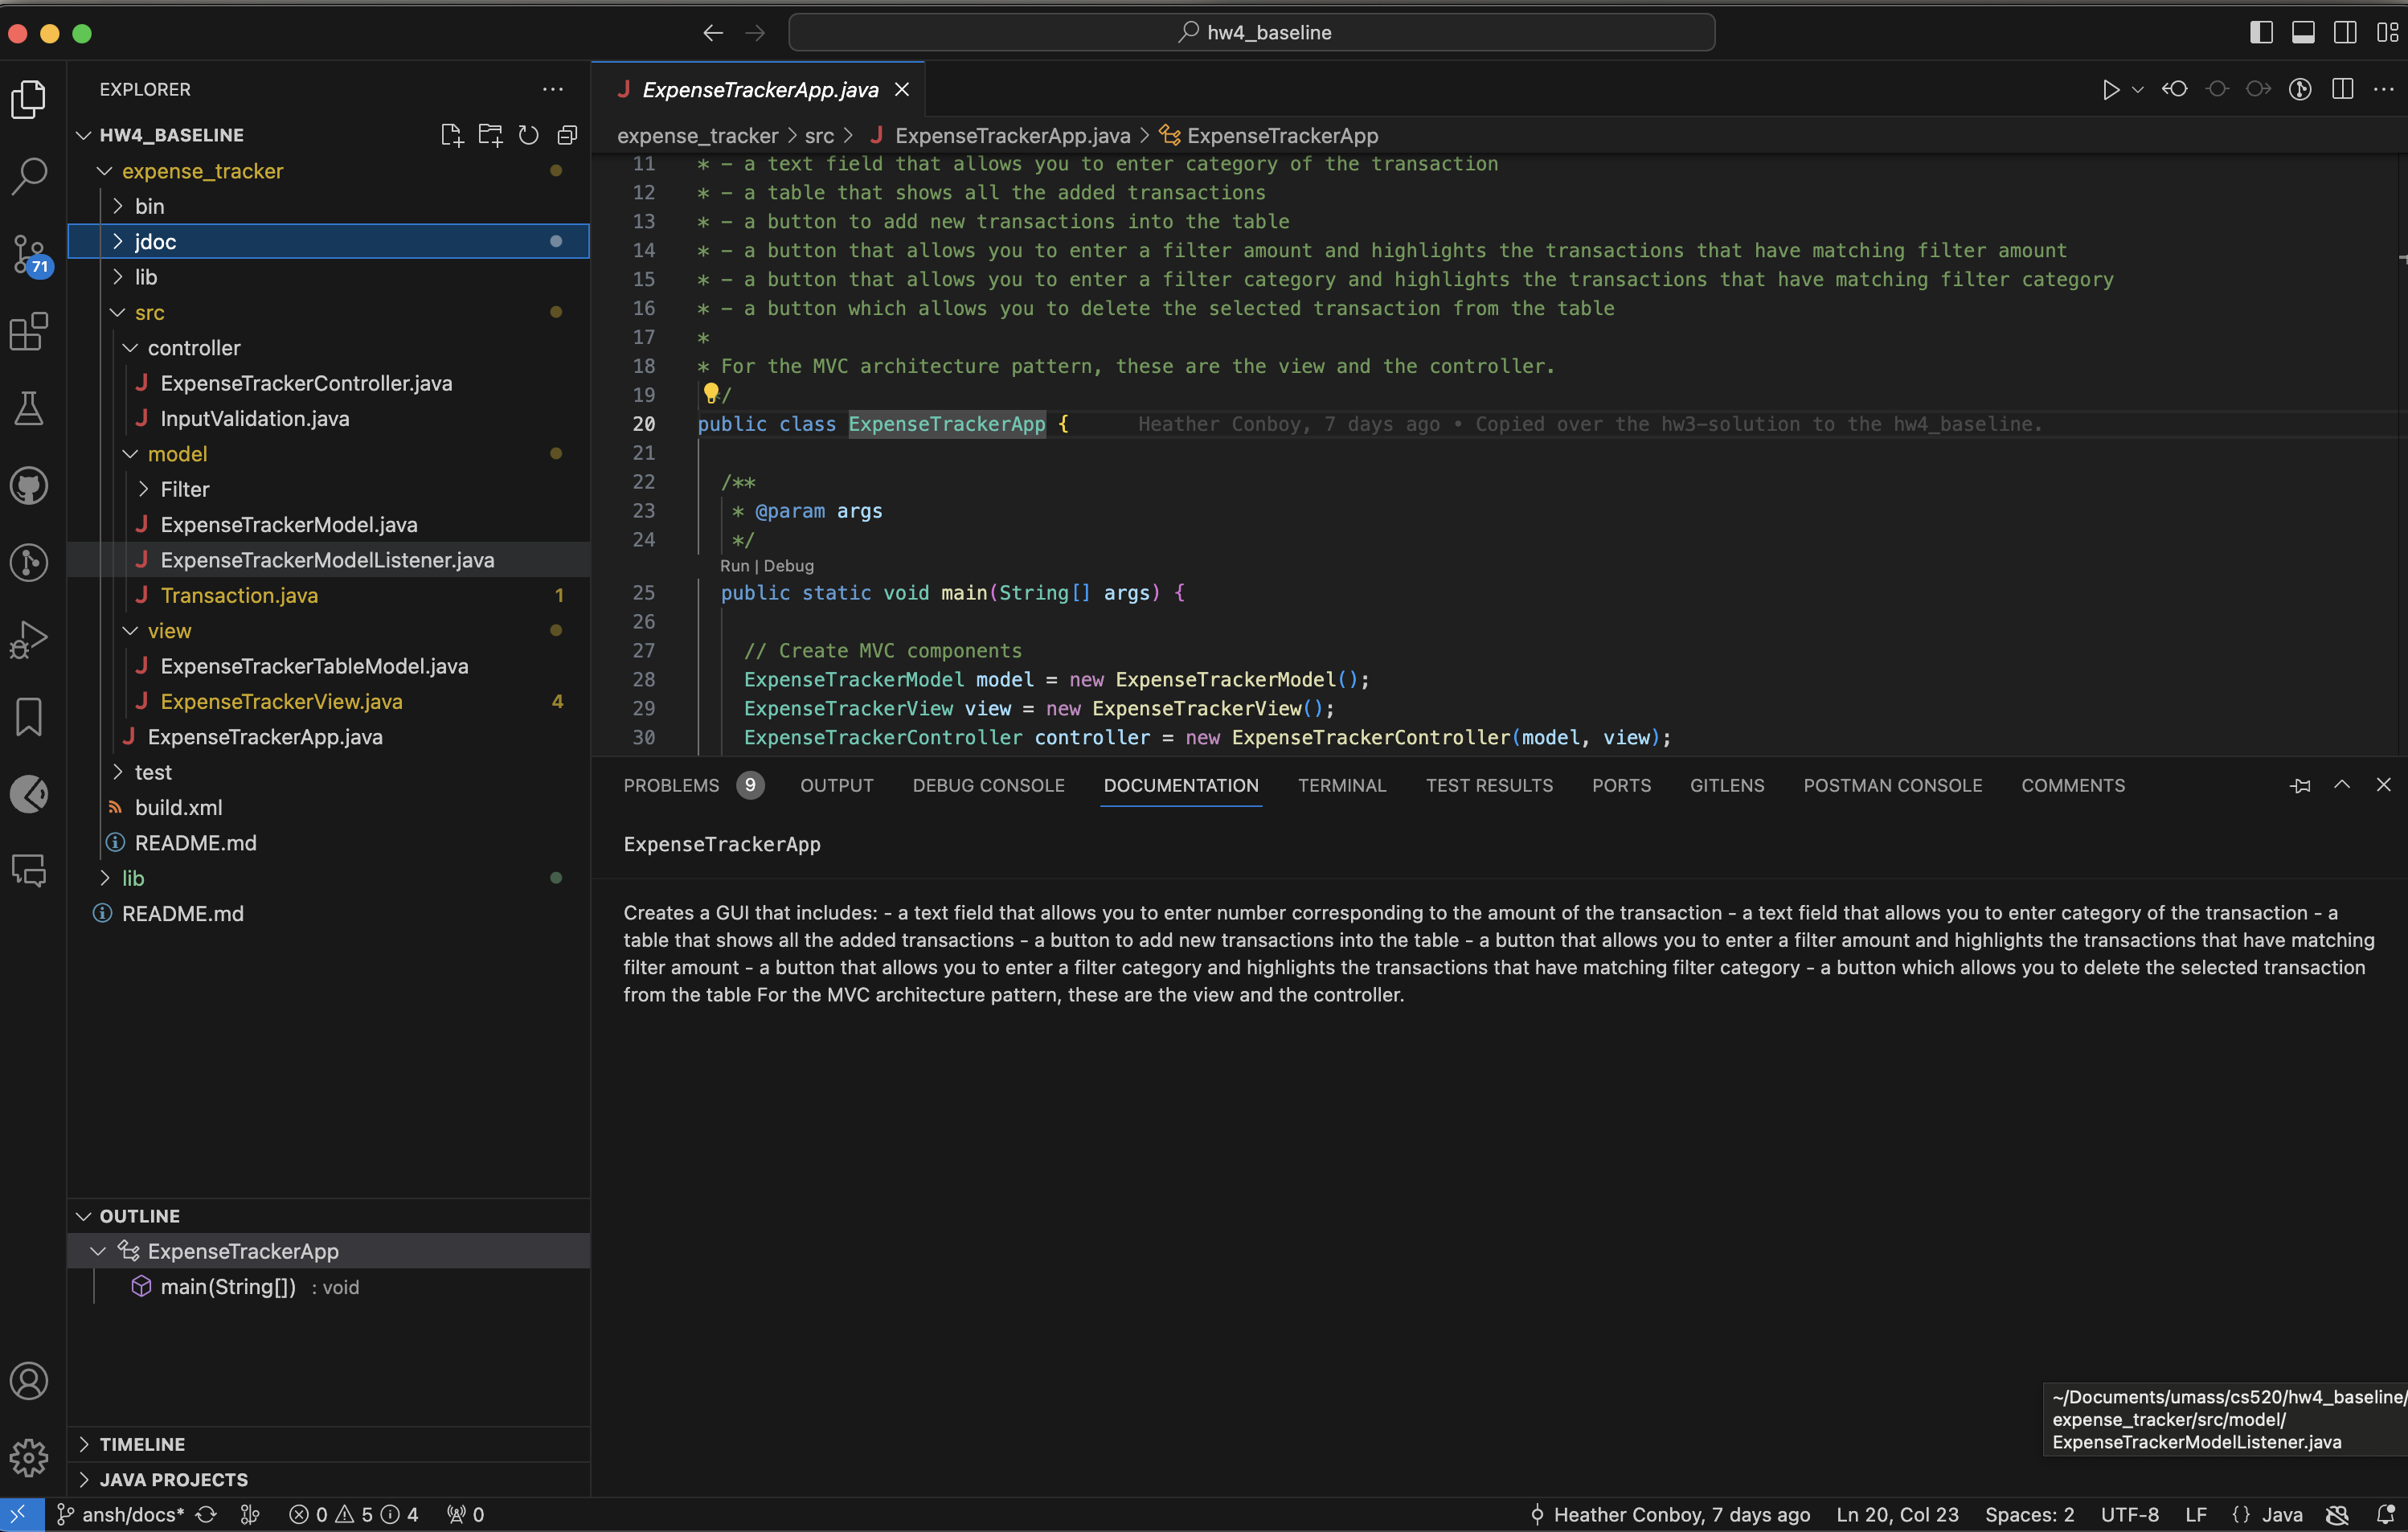 hw4_baseline
EXPLORER
HW4_BASELINE
expense_tracker
bin
jdoc
lib
src
controller
J ExpenseTrackerController.java
J InputValidation.java
model
Filter
J ExpenseTrackerModel.java
J ExpenseTrackerModelListener.java
J Transaction.java 1
view
J ExpenseTrackerTableModel.java
J ExpenseTrackerView.java 4
J ExpenseTrackerApp.java
test
build.xml
README.md
lib
README.md
71
OUTLINE
ExpenseTrackerApp
main(String[]) : void
TIMELINE
JAVA PROJECTS
J ExpenseTrackerApp.java
expense_tracker > src > J ExpenseTrackerApp.java > ExpenseTrackerApp
11 * - a text field that allows you to enter category of the transaction
12 * - a table that shows all the added transactions
13 * - a button to add new transactions into the table
14 * - a button that allows you to enter a filter amount and highlights the transactions that have matching filter amount
15 * - a button that allows you to enter a filter category and highlights the transactions that have matching filter category
16 * - a button which allows you to delete the selected transaction from the table
17 *
18 * For the MVC architecture pattern, these are the view and the controller.
19 /
20 public class ExpenseTrackerApp { Heather Conboy, 7 days ago • Copied over the hw3-solution to the hw4_baseline.
21
22 /**
23 * @param args
24 */
Run | Debug
25 public static void main(String[] args) {
26
27 // Create MVC components
28 ExpenseTrackerModel model = new ExpenseTrackerModel();
29 ExpenseTrackerView view = new ExpenseTrackerView();
30 ExpenseTrackerController controller = new ExpenseTrackerController(model, view);
PROBLEMS 9 OUTPUT DEBUG CONSOLE DOCUMENTATION TERMINAL TEST RESULTS PORTS GITLENS POSTMAN CONSOLE COMMENTS
ExpenseTrackerApp
Creates a GUI that includes: - a text field that allows you to enter number corresponding to the amount of the transaction - a text field that allows you to enter category of the transaction - a
table that shows all the added transactions - a button to add new transactions into the table - a button that allows you to enter a filter amount and highlights the transactions that have matching
filter amount - a button that allows you to enter a filter category and highlights the transactions that have matching filter category - a button which allows you to delete the selected transaction
from the table For the MVC architecture pattern, these are the view and the controller.
~/Documents/umass/cs520/hw4_baseline/
expense_tracker/src/model/
ExpenseTrackerModelListener.java
ansh/docs* 0 5 4 0 Heather Conboy, 7 days ago Ln 20, Col 23 Spaces: 2 UTF-8 LF {} Java